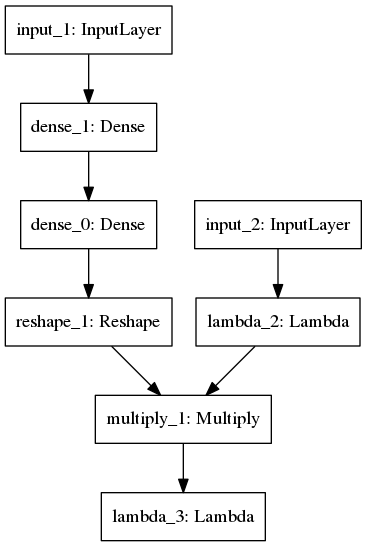 input_1: InputLayer
dense_1: Dense
dense_0: Dense
input_2: InputLayer
reshape_1: Reshape
lambda_2: Lambda
multiply_1: Multiply
lambda_3: Lambda